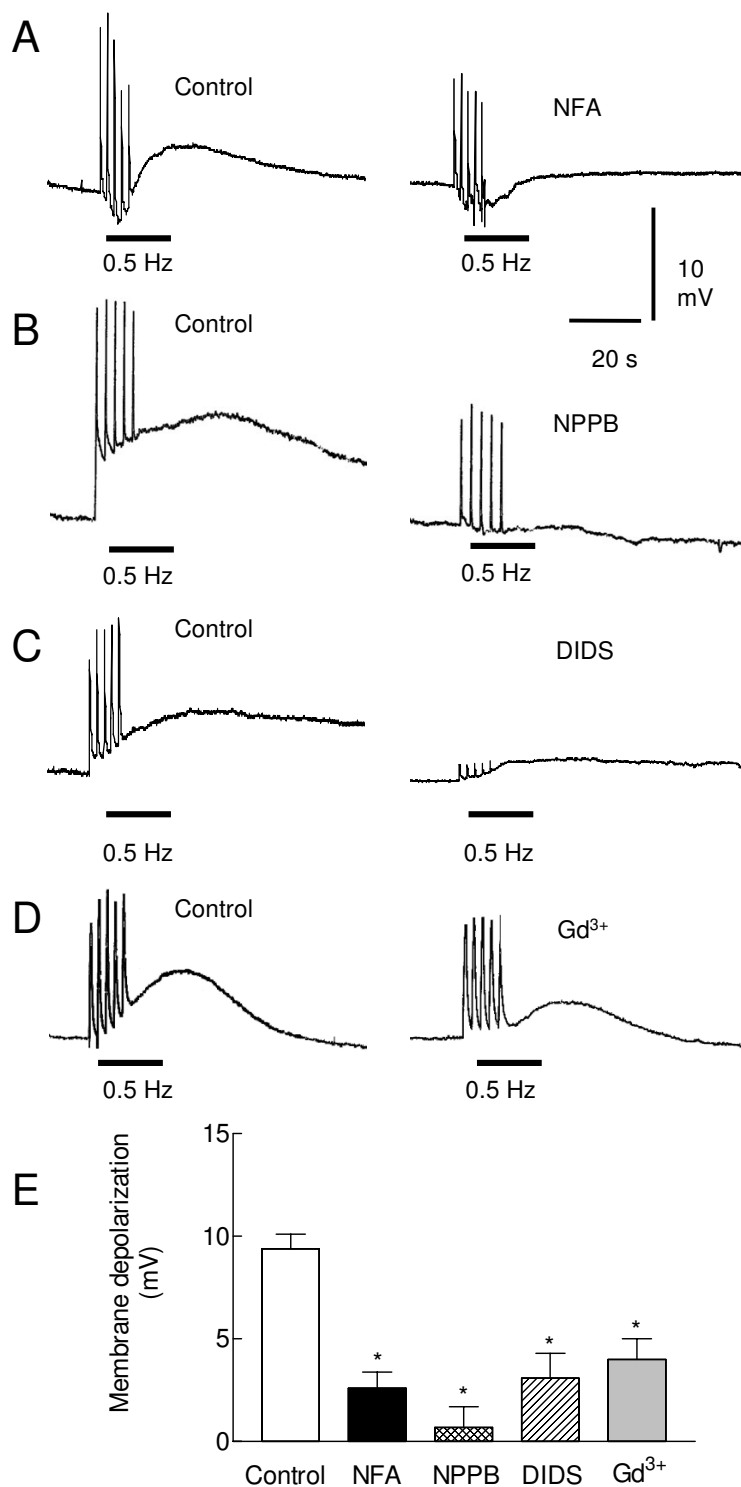 A
Control
NFA
0.5 Hz
0.5 Hz
10
mV
20 s
B
Control
NPPB
0.5 Hz
0.5 Hz
C
Control
DIDS
0.5 Hz
0.5 Hz
D
Control
Gd³⁺
0.5 Hz
0.5 Hz
E
Membrane depolarization
(mV)
15
10
5
0
*
*
*
*
Control NFA NPPB DIDS Gd³⁺